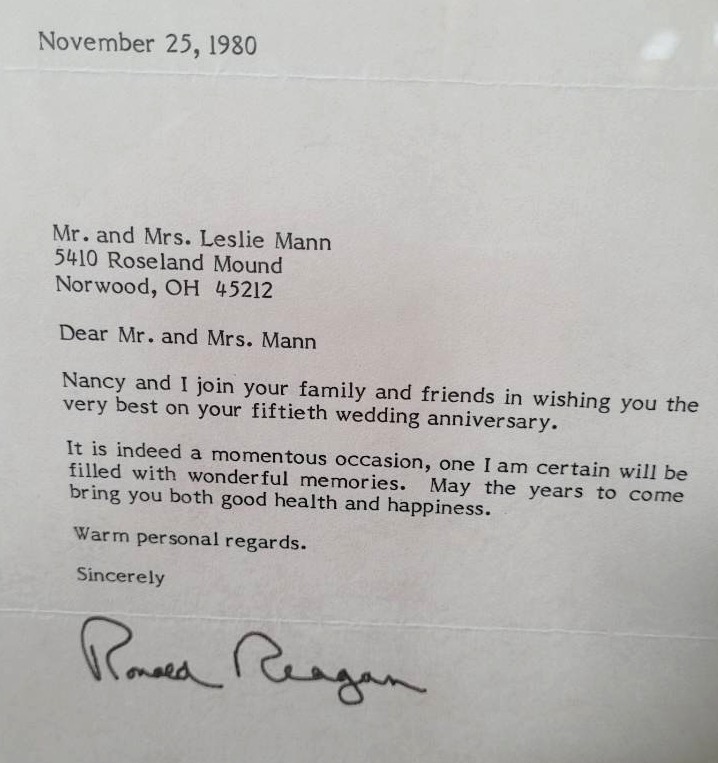 November 25, 1980
Mr. and Mrs. Leslie Mann
5410 Roseland Mound
Norwood, OH 45212
Dear Mr. and Mrs. Mann
Nancy and I join your family and friends in wishing you the
very best on your fiftieth wedding anniversary.
It is indeed a momentous occasion, one I am certain will be
filled with wonderful memories. May the years to come
bring you both good health and happiness.
Warm personal regards.
Sincerely
Ronald Reagan